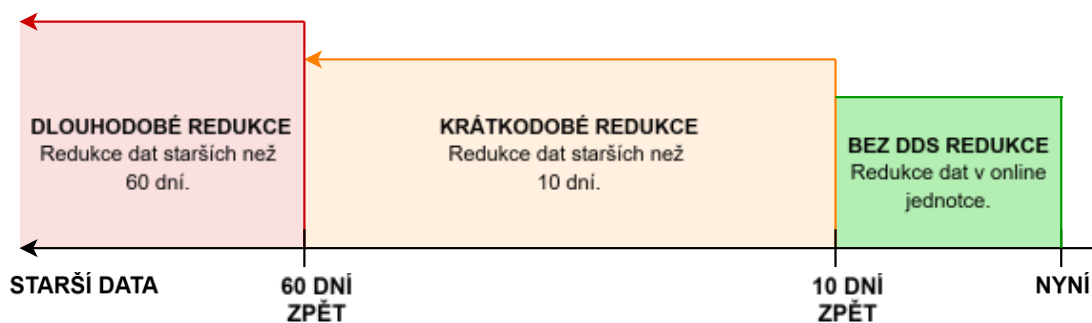 DLOUHODOBÉ REDUKCE
Redukce dat starších než
60 dní.
KRÁTKODOBÉ REDUKCE
Redukce dat starších než
10 dní.
BEZ DDS REDUKCE
Redukce dat v online
jednotce.
STARŠÍ DATA
60 DNÍ
ZPĚT
10 DNÍ
ZPĚT
NYNÍ